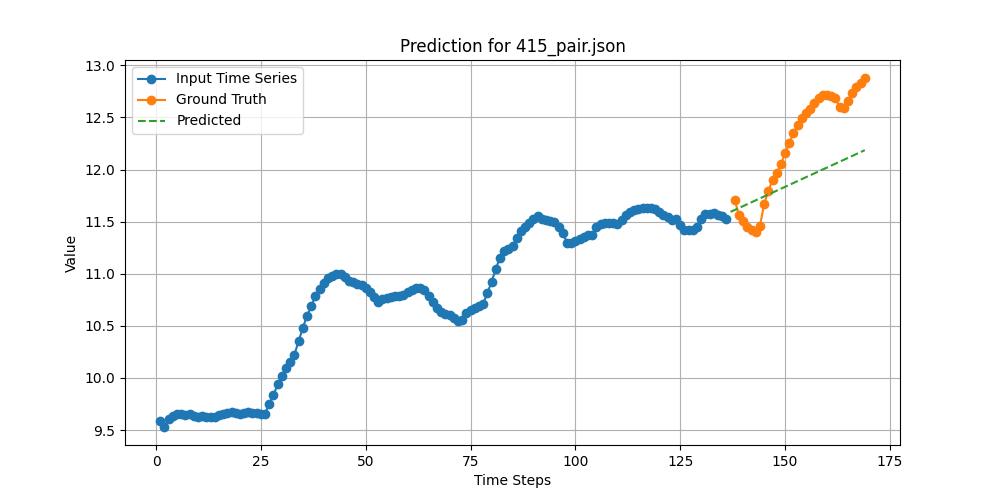 Prediction for 415_pair.json
Input Time Series
Ground Truth
Predicted
13.0
12.5
12.0
11.5
11.0
10.5
10.0
9.5
Value
0 25 50 75 100 125 150 175
Time Steps